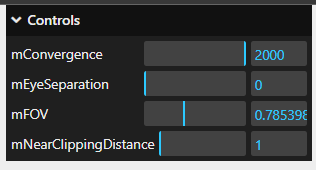 Controls
mConvergence 2000
mEyeSeparation 0
mFOV 0.785398
mNearClippingDistance 1